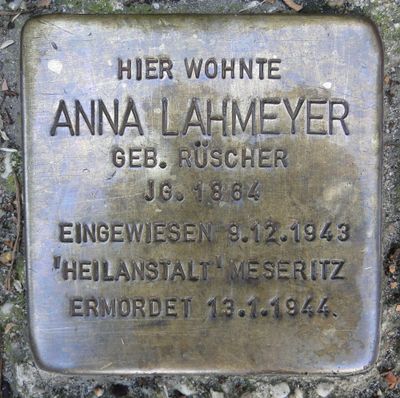 HIER WOHNTE
ANNA LAHMEYER
GEB. RÜSCHER
JG. 1864
EINGEWIESEN 9.12.1943
'HEILANSTALT' MESERITZ
ERMORDET 13.1.1944.